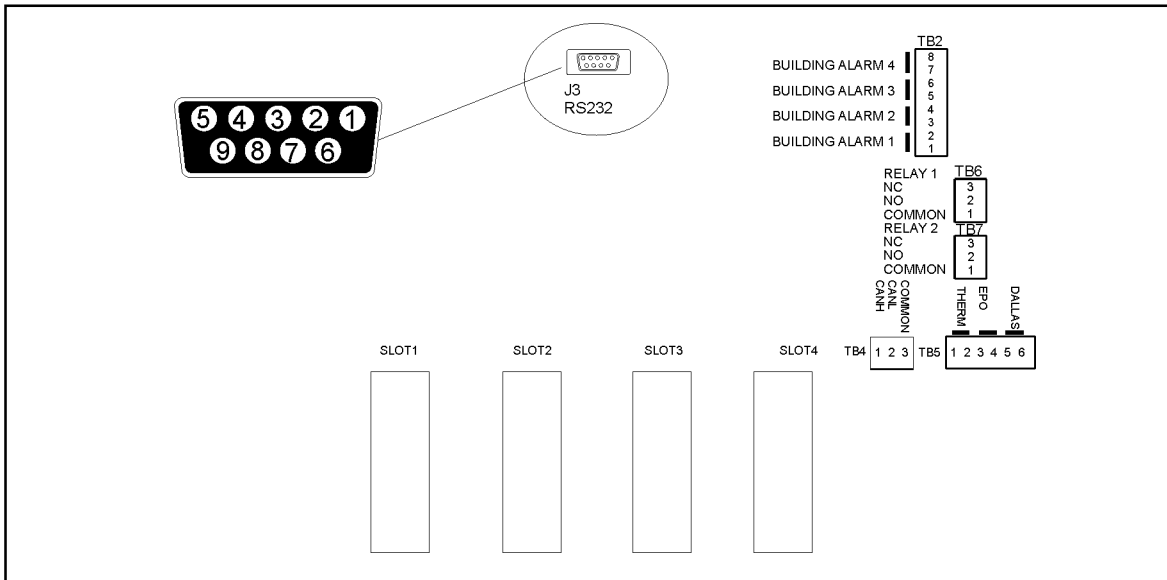 5 4 3 2 1
9 8 7 6
J3
RS232
TB2
8
BUILDING ALARM 4
7
6
BUILDING ALARM 3
5
4
BUILDING ALARM 2
3
2
BUILDING ALARM 1
1
RELAY 1 TB6
NC 3
NO 2
COMMON 1
RELAY 2 TB7
NC 3
NO 2
COMMON 1
CANH
CANL
COMMON
THERM
EPO
DALLAS
SLOT1 SLOT2 SLOT3 SLOT4
TB4 1 2 3 TB5 1 2 3 4 5 6